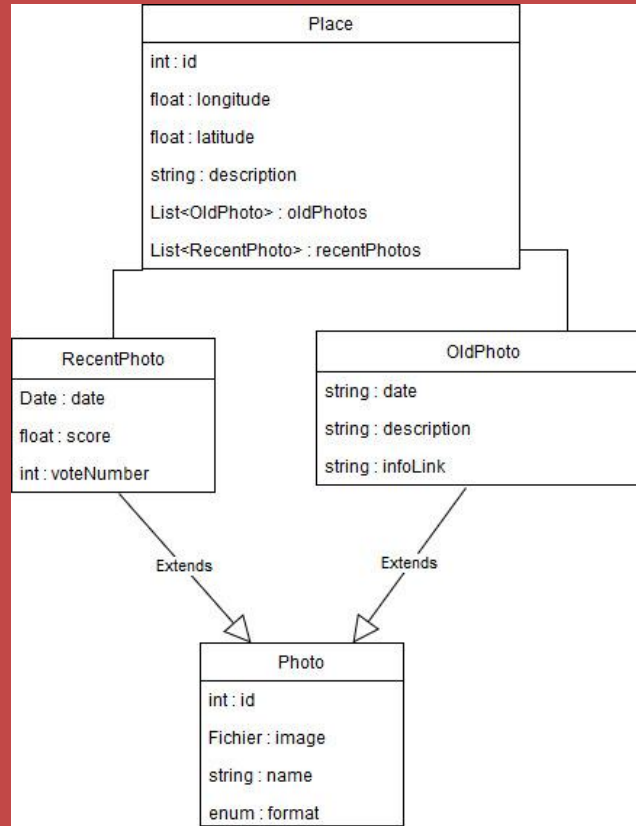 Place
int : id
float : longitude
float : latitude
string : description
List<OldPhoto> : oldPhotos
List<RecentPhoto> : recentPhotos
RecentPhoto
Date : date
float : score
int : voteNumber
OldPhoto
string : date
string : description
string : infoLink
Extends
Extends
Photo
int : id
Fichier : image
string : name
enum : format